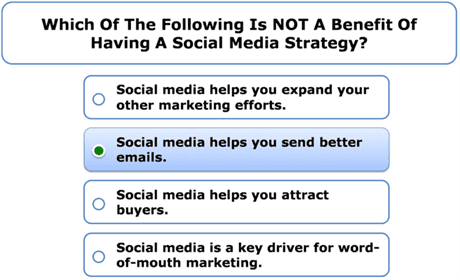 Which Of The Following Is NOT A Benefit Of
Having A Social Media Strategy?
Social media helps you expand your
other marketing efforts.
Social media helps you send better
emails.
Social media helps you attract
buyers.
Social media is a key driver for word-
of-mouth marketing.